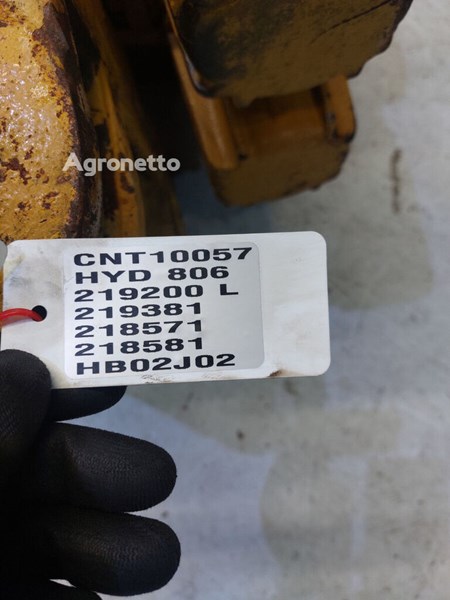 Agronetto
CNT10057
HYD 806
219200 L
219381
218571
218581
HB02J02